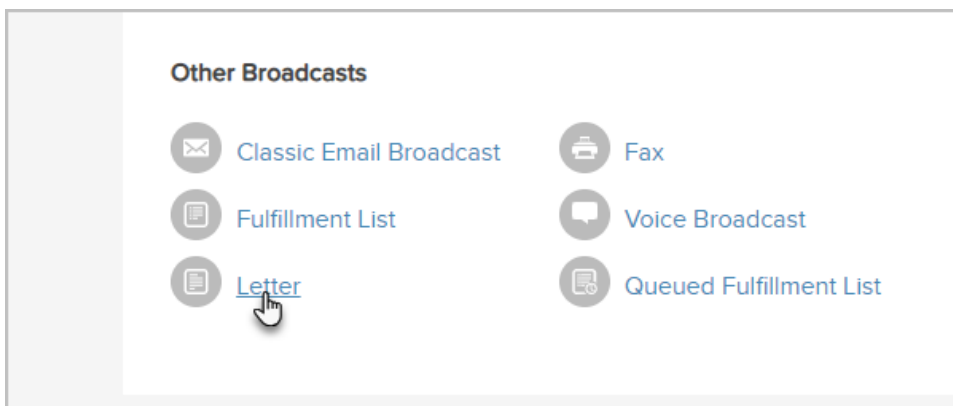 Other Broadcasts
Classic Email Broadcast
Fax
Fulfillment List
Voice Broadcast
Letter
Queued Fulfillment List